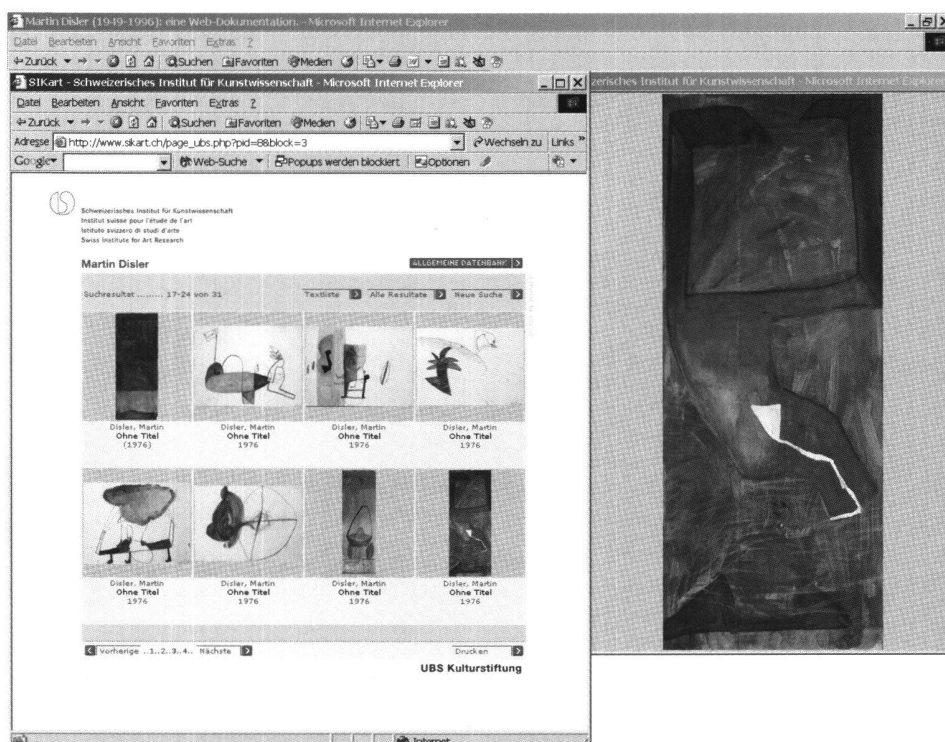 Martin Disler (1949-1996): eine Web-Dokumentation. - Microsoft Internet Explorer
Datei Bearbeiten Ansicht Favoriten Extras ?
Zurück Suchen Favoriten Medien
SIKart - Schweizerisches Institut für Kunstwissenschaft - Microsoft Internet Explorer
zerisches Institut für Kunstwissenschaft - Microsoft Internet Explorer
Datei Bearbeiten Ansicht Favoriten Extras ?
Zurück Suchen Favoriten Medien
Adresse http://www.sikart.ch/page_ubs.php?pid=8&block=3 Wechseln zu Links »
Google Web-Suche Popups werden blockiert Optionen
Schweizerisches Institut für Kunstwissenschaft
Institut suisse pour l'étude de l'art
Istituto svizzero di studi d'arte
Swiss Institute for Art Research
Martin Disler ALLGEMEINE DATENBANK
Suchresultat ......... 17-24 von 31 Textliste Alle Resultate Neue Suche
Disler, Martin Disler, Martin Disler, Martin Disler, Martin
Ohne Titel Ohne Titel Ohne Titel Ohne Titel
(1976) 1976 1976 1976
Disler, Martin Disler, Martin Disler, Martin Disler, Martin
Ohne Titel Ohne Titel Ohne Titel Ohne Titel
1976 1976 1976 1976
Vorherige ..1..2..3..4.. Nächste Drucken
UBS Kulturstiftung
Internet